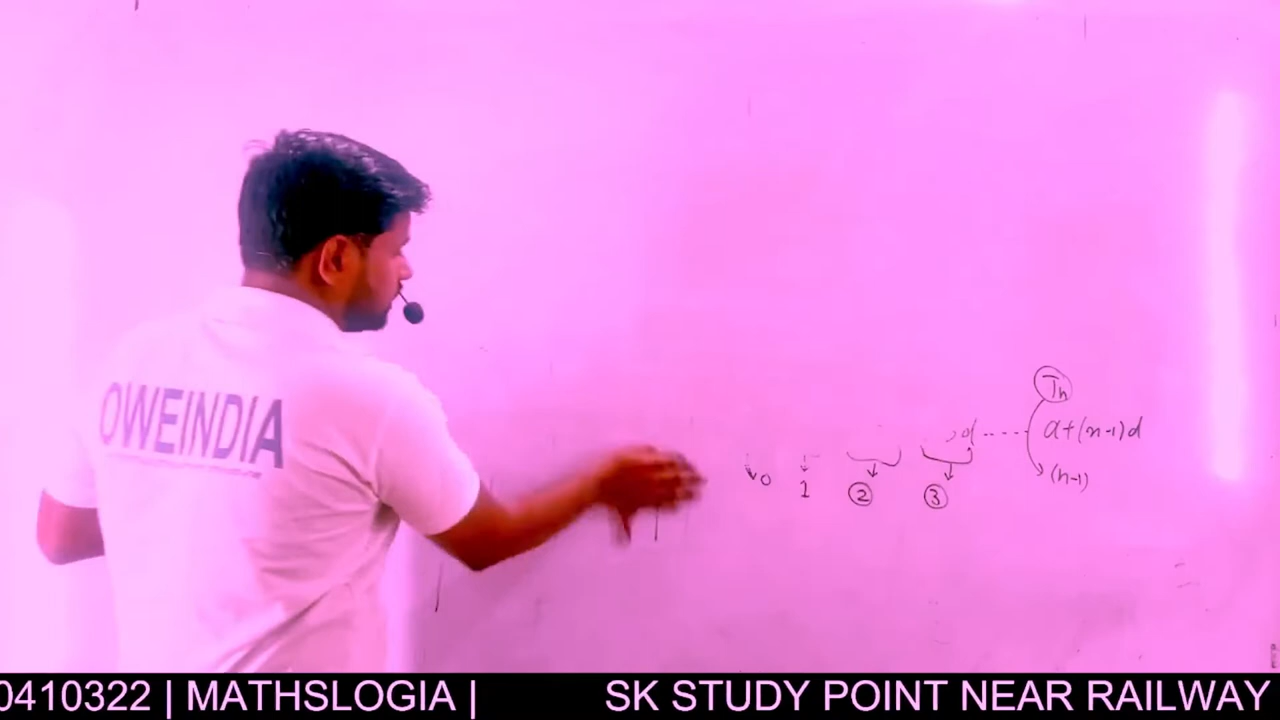 OWEINDIA
Tn
d ...... a+(n-1)d
0 1 2 3 (n-1)
0410322 | MATHSLOGIA | SK STUDY POINT NEAR RAILWAY